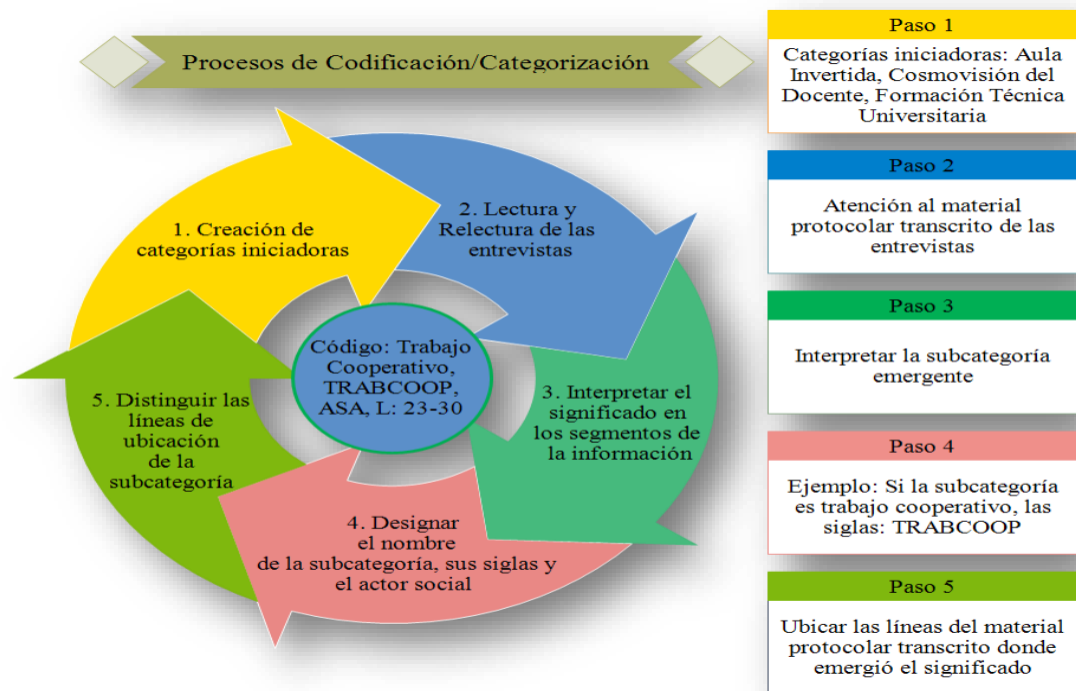 Procesos de Codificación/Categorización
1. Creación de
categorías iniciadoras
2. Lectura y
Relectura de las
entrevistas
3. Interpretar el
significado en
los segmentos de
la información
4. Designar
el nombre
de la subcategoría, sus siglas y
el actor social
5. Distinguir las
líneas de
ubicación
de la
subcategoría
Código: Trabajo
Cooperativo,
TRABCOOP,
ASA, L: 23-30
Paso 1
Categorías iniciadoras: Aula
Invertida, Cosmovisión del
Docente, Formación Técnica
Universitaria
Paso 2
Atención al material
protocolar transcrito de las
entrevistas
Paso 3
Interpretar la subcategoría
emergente
Paso 4
Ejemplo: Si la subcategoría
es trabajo cooperativo, las
siglas: TRABCOOP
Paso 5
Ubicar las líneas del material
protocolar transcrito donde
emergió el significado